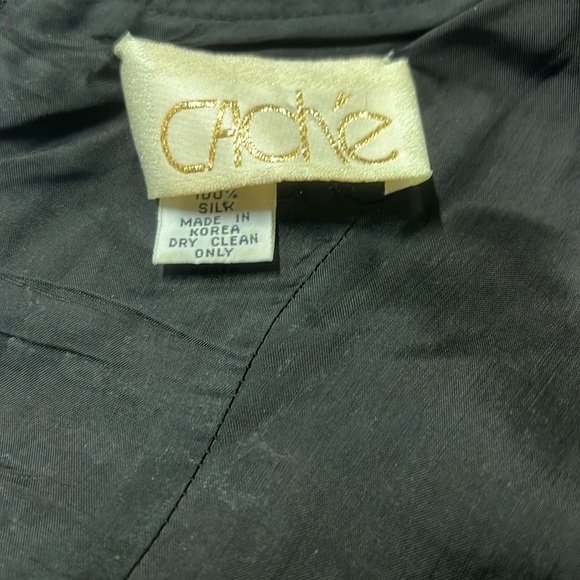 CAché
100%
SILK
MADE IN
KOREA
DRY CLEAN
ONLY